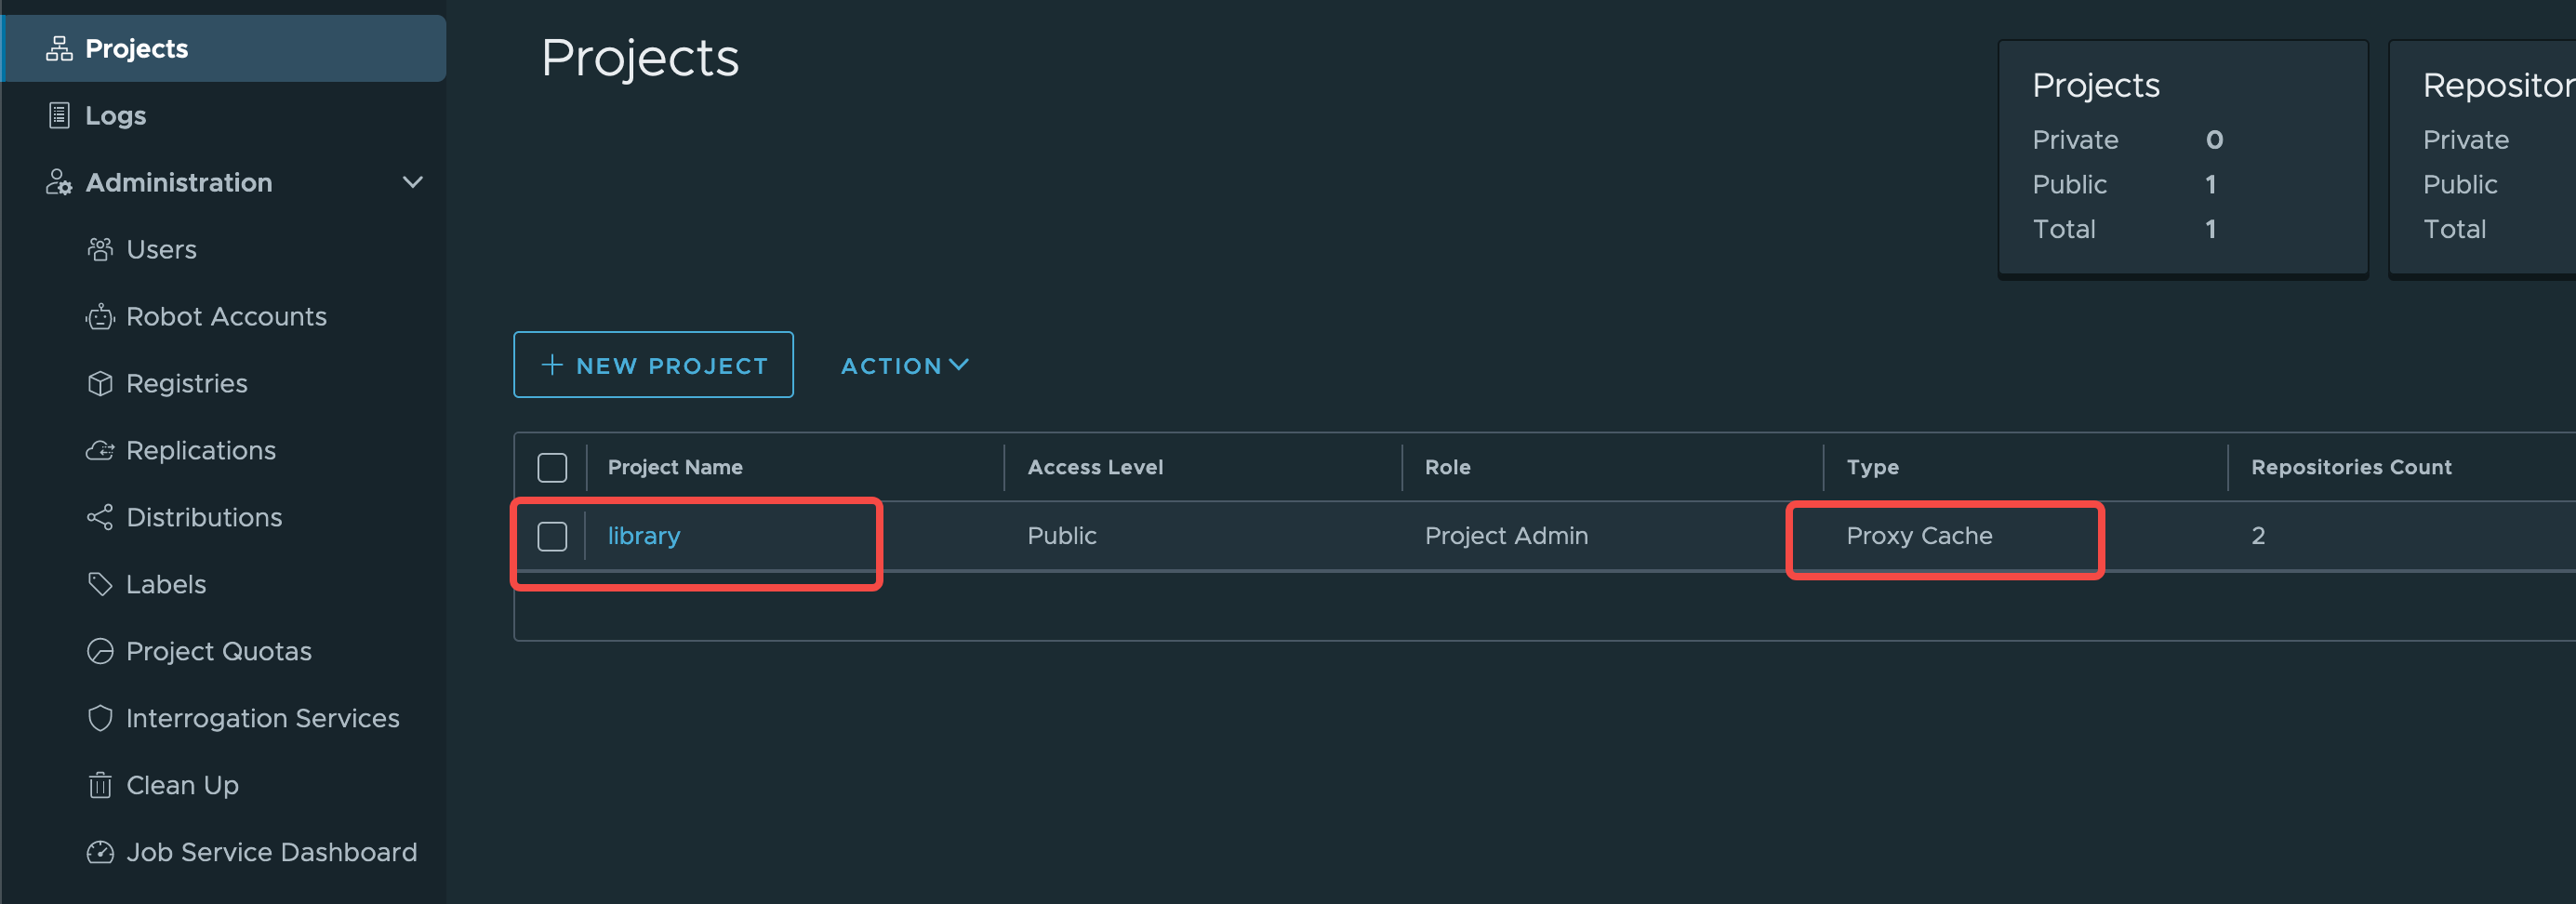 Projects
Logs
Administration
Users
Robot Accounts
Registries
Replications
Distributions
Labels
Project Quotas
Interrogation Services
Clean Up
Job Service Dashboard
Projects
Projects
Private 0
Public 1
Total 1
Repositor
Private
Public
Total
NEW PROJECT ACTION
Project Name Access Level Role Type Repositories Count
library Public Project Admin Proxy Cache 2